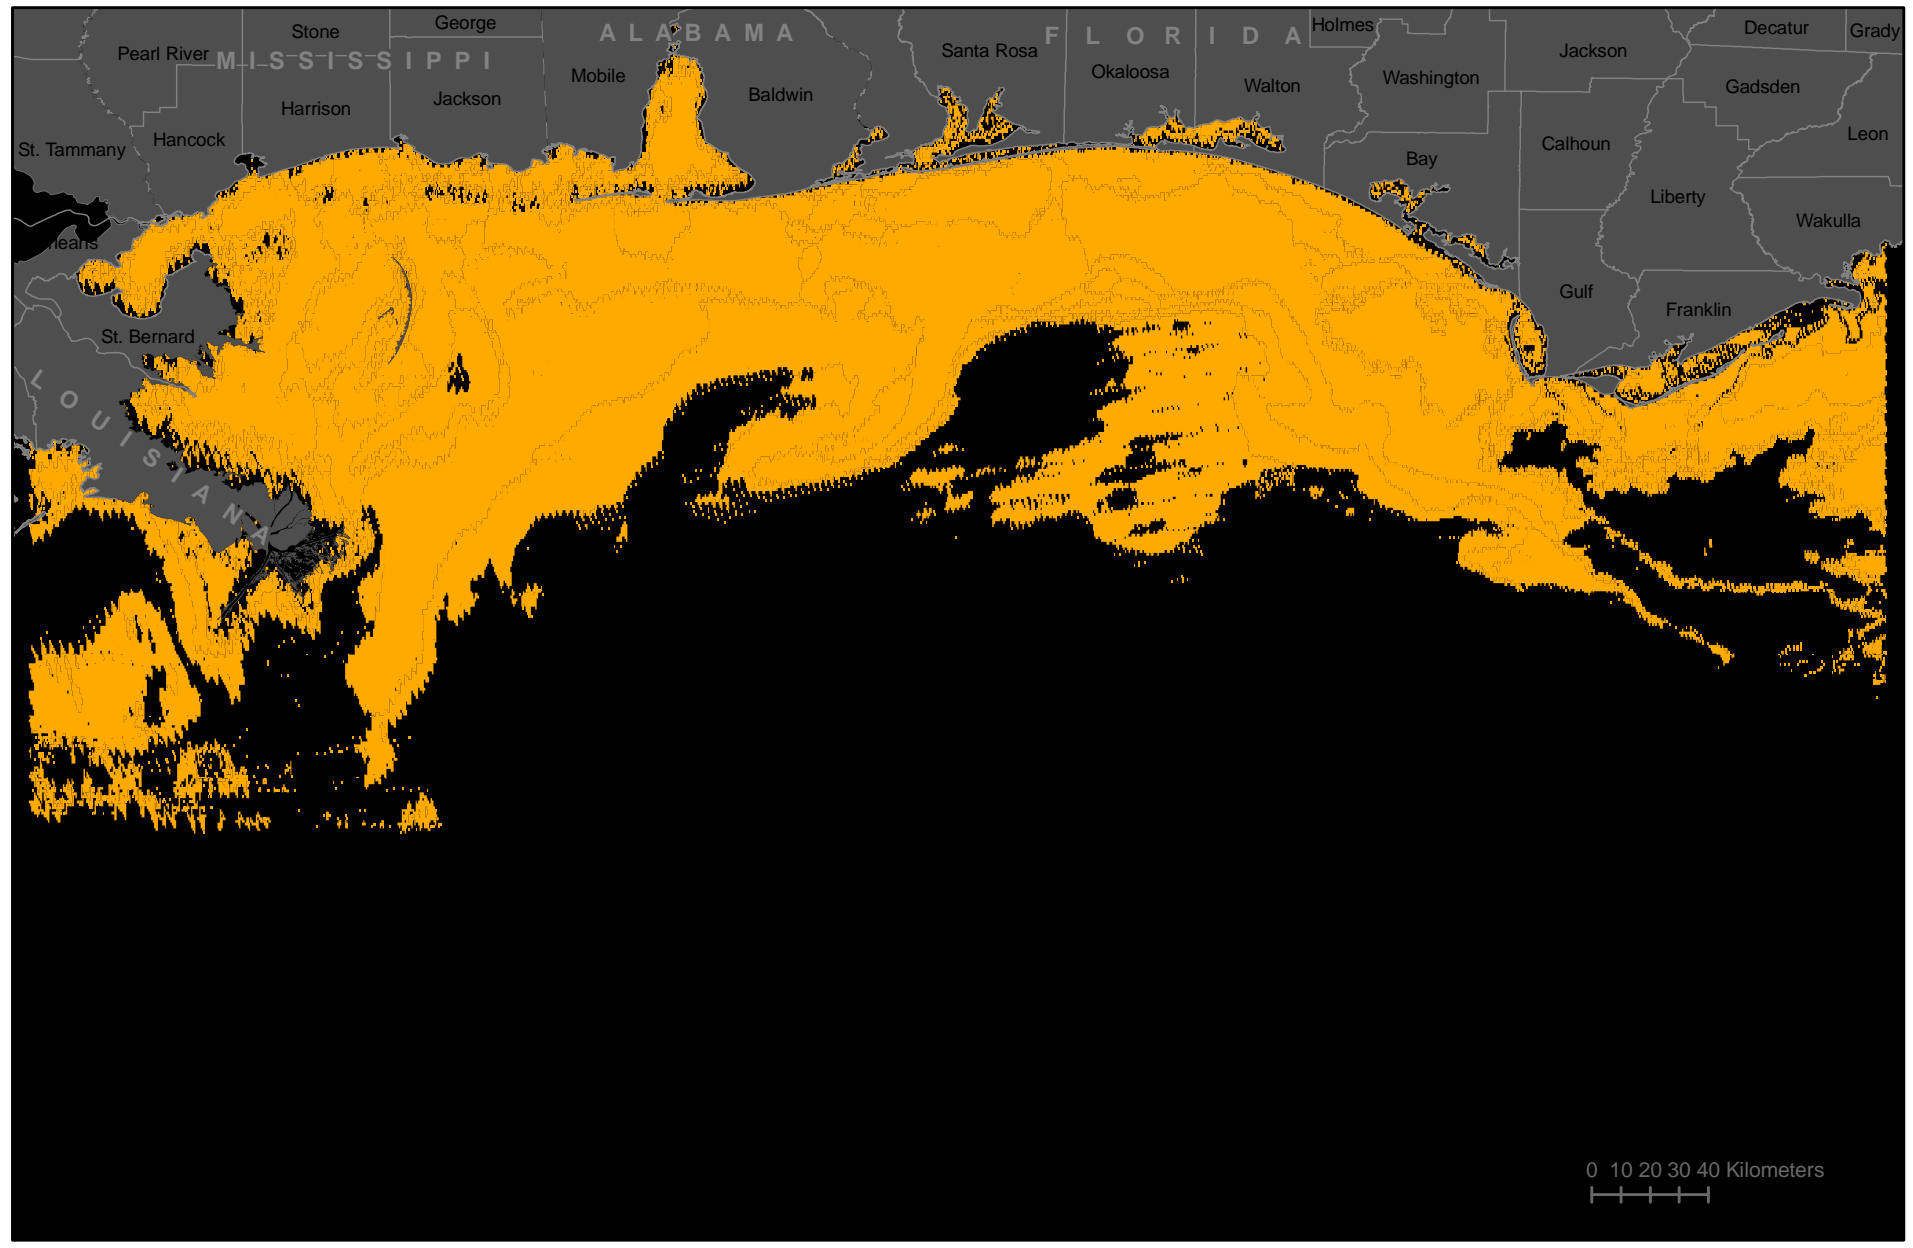 Stone
George
ALABAMA
FLORIDA
Holmes
Decatur
Grady
Pearl River
MISSISSIPPI
Santa Rosa
Jackson
Mobile
Okaloosa
Washington
Walton
Gadsden
Harrison
Jackson
Baldwin
Hancock
St. Tammany
Calhoun
Leon
Bay
Liberty
Wakulla
leans
Gulf
Franklin
St. Bernard
LOUISIANA
0 10 20 30 40 Kilometers